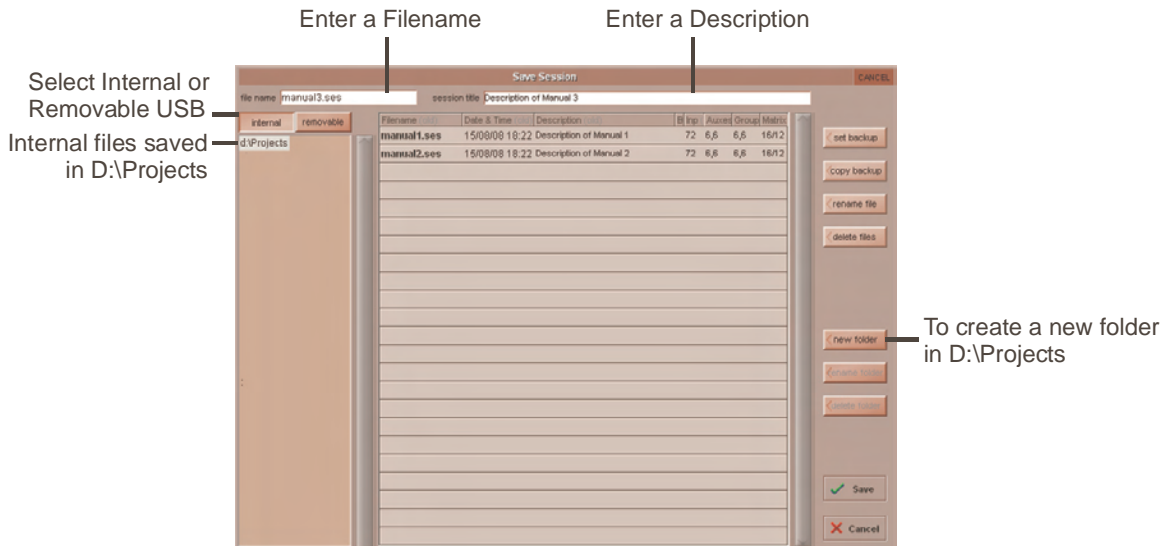 Enter a Filename
Enter a Description
Select Internal or
Removable USB
Internal files saved
in D:\Projects
To create a new folder
in D:\Projects
Save Session
CANCEL
file name manual3.ses
session title Description of Manual 3
internal removable
d:\Projects
Filename Date & Time Description B Inp Auxes Group Matrix
manual1.ses 15/08/08 18:22 Description of Manual 1 72 6,6 6,6 16/12
manual2.ses 15/08/08 18:22 Description of Manual 2 72 6,6 6,6 16/12
set backup
copy backup
rename file
delete files
new folder
rename folder
delete folder
Save
Cancel